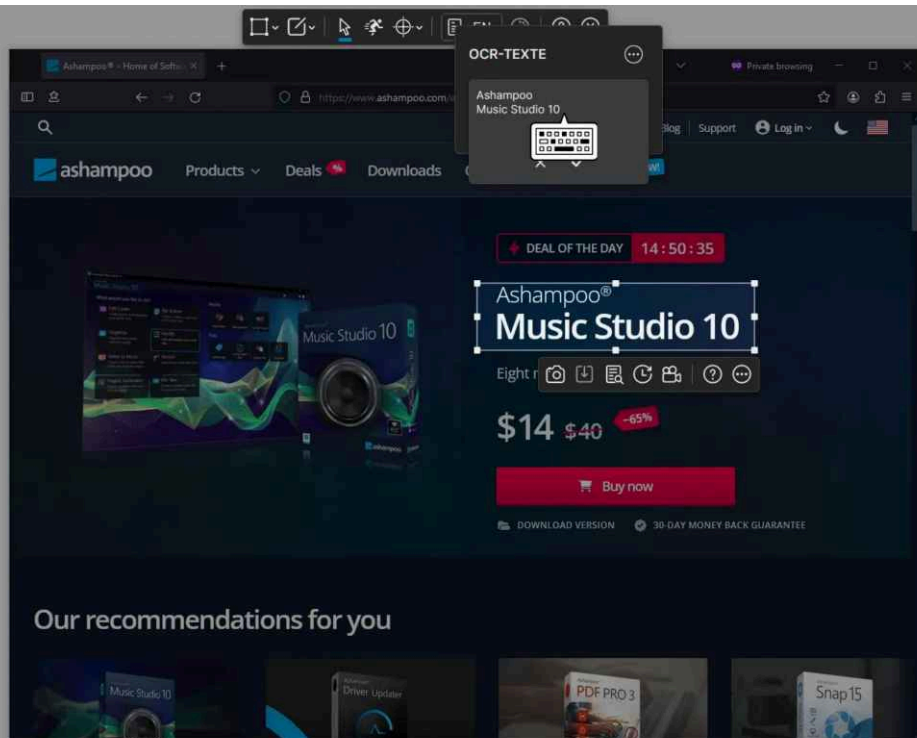 EN
OCR-TEXTE
Ashampoo
Music Studio 10
Ashampoo® - Home of Softw
Private browsing
https://www.ashampoo.com/
Blog
Support
Log in
ashampoo
Products
Deals
%
Downloads
W!
DEAL OF THE DAY
14:50:35
Ashampoo®
Music Studio 10
Music Studio 10
Eight
$14
$40
-65%
Buy now
DOWNLOAD VERSION
30-DAY MONEY BACK GUARANTEE
ashampoo
Our recommendations for you
Music Studio 10
Driver Updater
PDF PRO 3
Snap 15